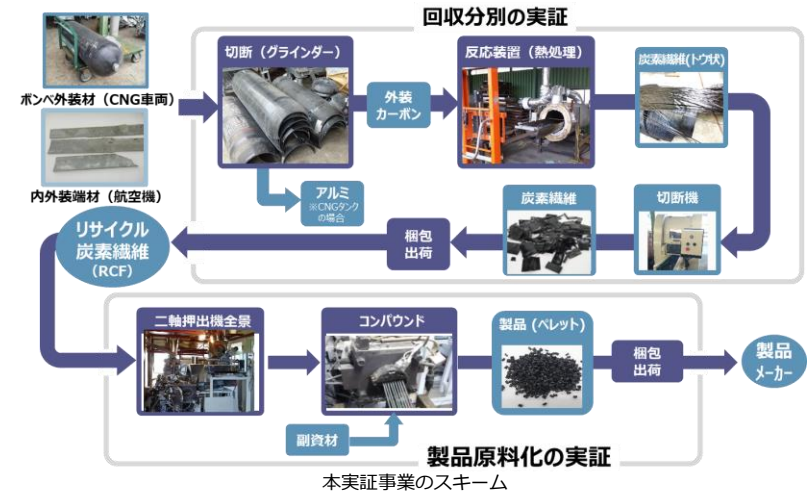 回収分別の実証
ボンベ外装材（CNG車両）
内外装端材（航空機）
切断（グラインダー）
外装
カーボン
反応装置（熱処理）
炭素繊維(トウ状)
アルミ
※CNGタンク
の場合
切断機
炭素繊維
梱包
出荷
リサイクル
炭素繊維
（RCF）
二軸押出機全景
コンパウンド
副資材
製品（ペレット）
梱包
出荷
製品
メーカー
製品原料化の実証
本実証事業のスキーム